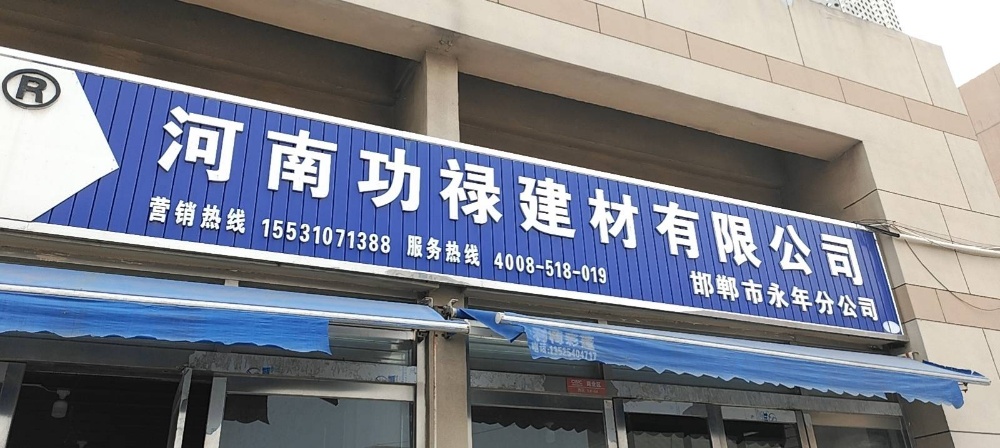 ®
河南功禄建材有限公司
营销热线 15531071388 服务热线 4008-518-019
邯郸市永年分公司